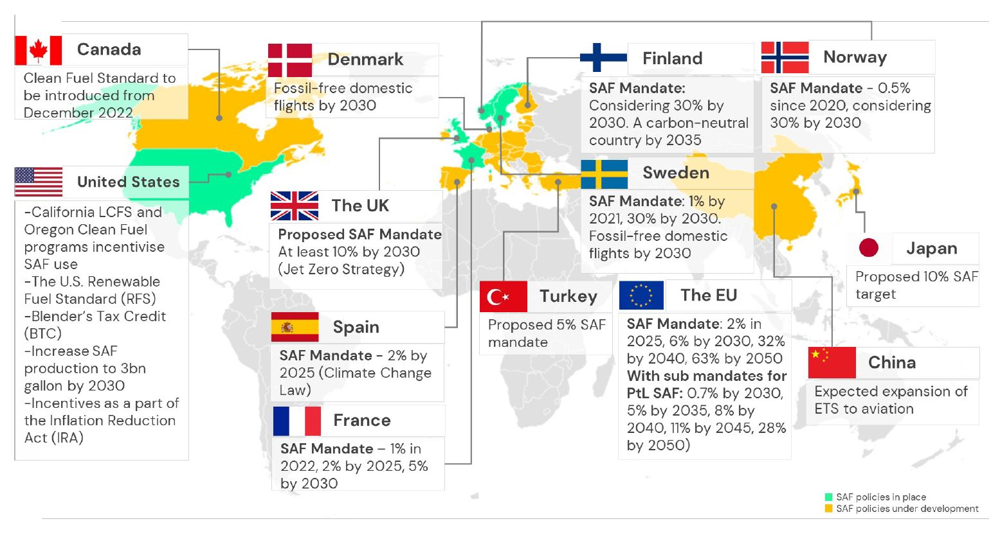 Canada
Clean Fuel Standard to
be introduced from
December 2022
United States
-California LCFS and
Oregon Clean Fuel
programs incentivise
SAF use
-The U.S. Renewable
Fuel Standard (RFS)
-Blender's Tax Credit
(BTC)
-Increase SAF
production to 3bn
gallon by 2030
-Incentives as a part of
the Inflation Reduction
Act (IRA)
Denmark
Fossil-free domestic
flights by 2030
The UK
Proposed SAF Mandate
At least 10% by 2030
(Jet Zero Strategy)
Spain
SAF Mandate - 2% by
2025 (Climate Change
Law)
France
SAF Mandate – 1% in
2022, 2% by 2025, 5%
by 2030
Turkey
Proposed 5% SAF
mandate
Finland
SAF Mandate:
Considering 30% by
2030. A carbon-neutral
country by 2035
Sweden
SAF Mandate: 1% by
2021, 30% by 2030.
Fossil-free domestic
flights by 2030
The EU
SAF Mandate: 2% in
2025, 6% by 2030, 32%
by 2040, 63% by 2050
With sub mandates for
PtL SAF: 0.7% by 2030,
5% by 2035, 8% by
2040, 11% by 2045, 28%
by 2050)
Norway
SAF Mandate - 0.5%
since 2020, considering
30% by 2030
Japan
Proposed 10% SAF
target
China
Expected expansion of
ETS to aviation
SAF policies in place
SAF policies under development